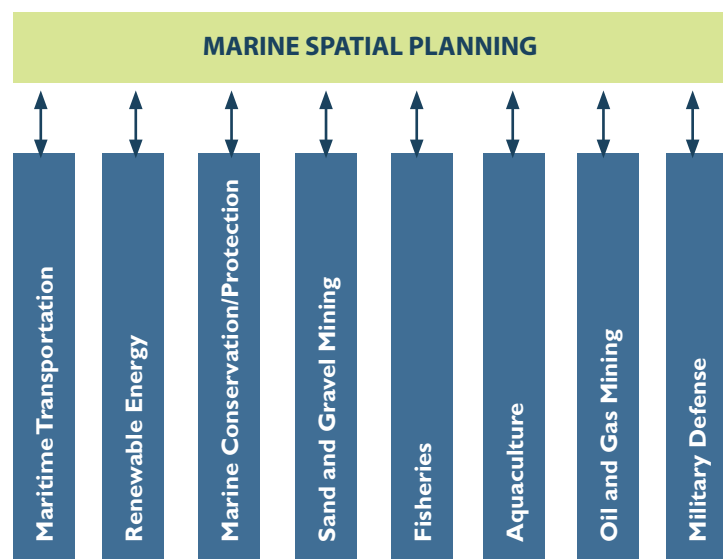 MARINE SPATIAL PLANNING
Maritime Transportation
Renewable Energy
Marine Conservation/Protection
Sand and Gravel Mining
Fisheries
Aquaculture
Oil and Gas Mining
Military Defense